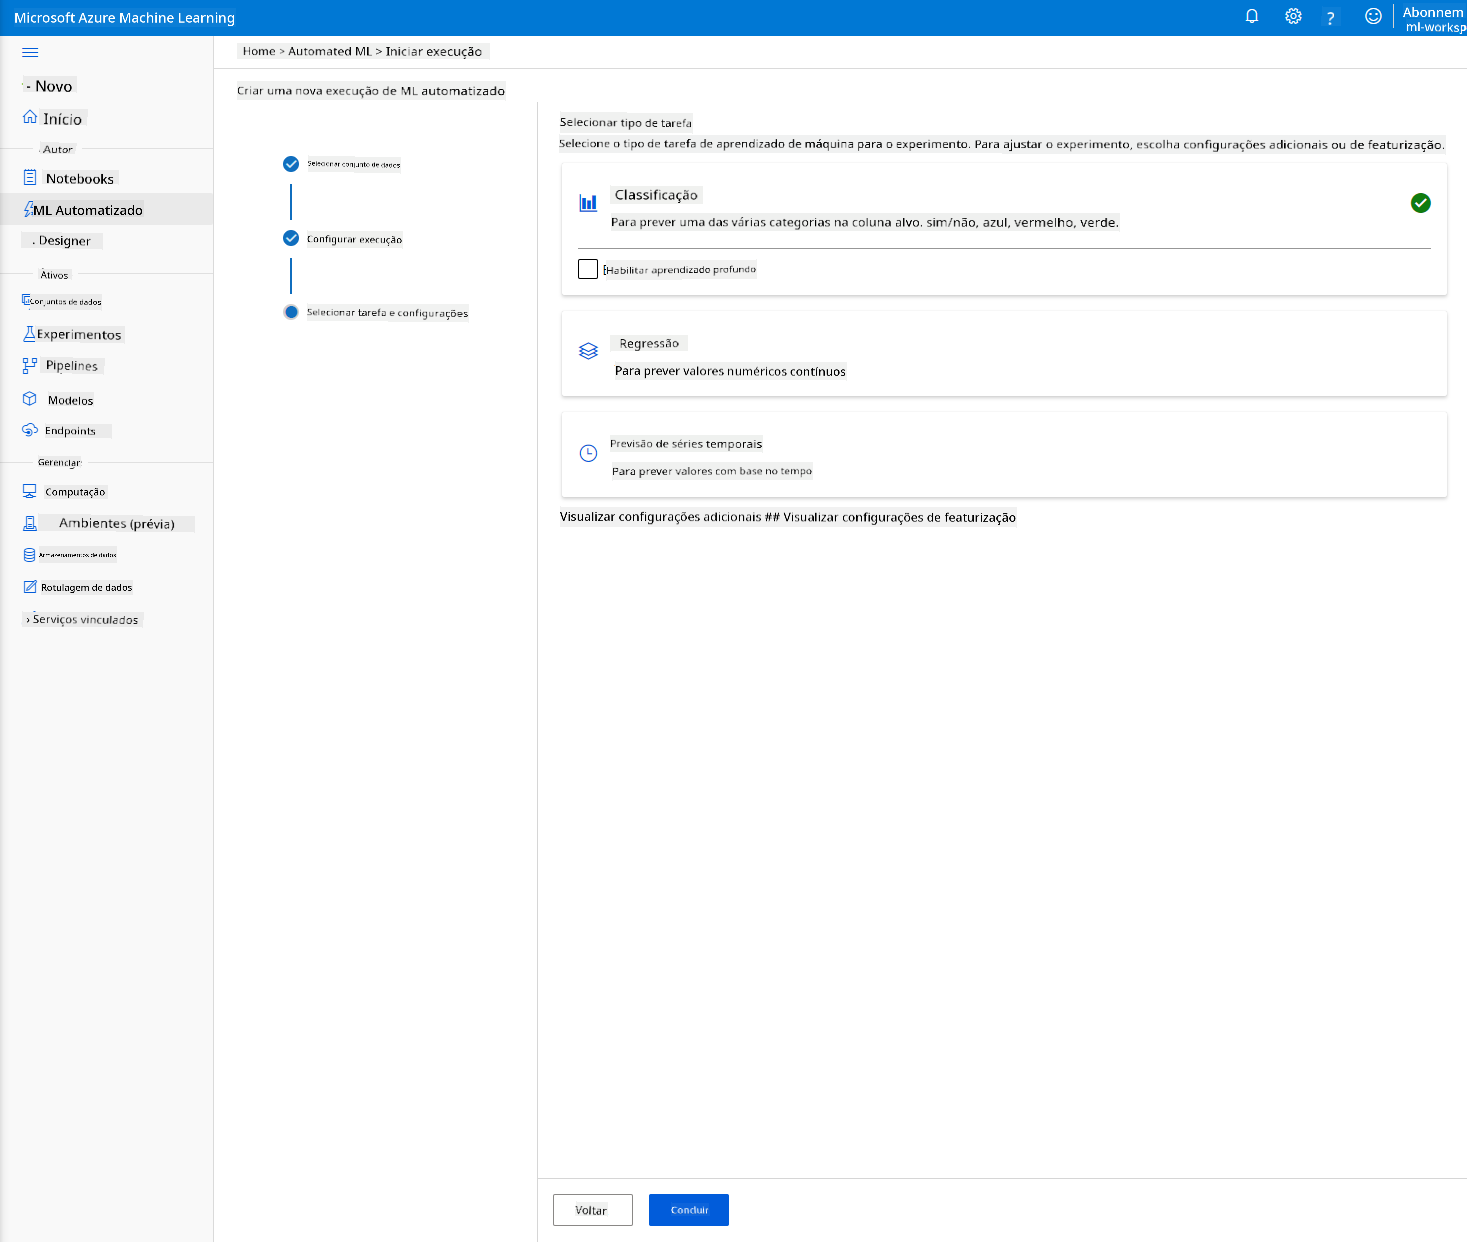 Microsoft Azure Machine Learning
?
Abonnem
ml-worksp
Home > Automated ML > Iniciar execução
- Novo
Início
Autor
Notebooks
ML Automatizado
. Designer
Ativos
Conjuntos de dados
Experimentos
Pipelines
Modelos
Endpoints
Gerenciar
Computação
Ambientes (prévia)
Armazenamentos de dados
Rotulagem de dados
› Serviços vinculados
Criar uma nova execução de ML automatizado
Selecionar conjunto de dados
Configurar execução
Selecionar tarefa e configurações
Selecionar tipo de tarefa
Selecione o tipo de tarefa de aprendizado de máquina para o experimento. Para ajustar o experimento, escolha configurações adicionais ou de featurização.
Classificação
Para prever uma das várias categorias na coluna alvo. sim/não, azul, vermelho, verde.
Habilitar aprendizado profundo
Regressão
Para prever valores numéricos contínuos
Previsão de séries temporais
Para prever valores com base no tempo
Visualizar configurações adicionais ## Visualizar configurações de featurização
Voltar
Concluir